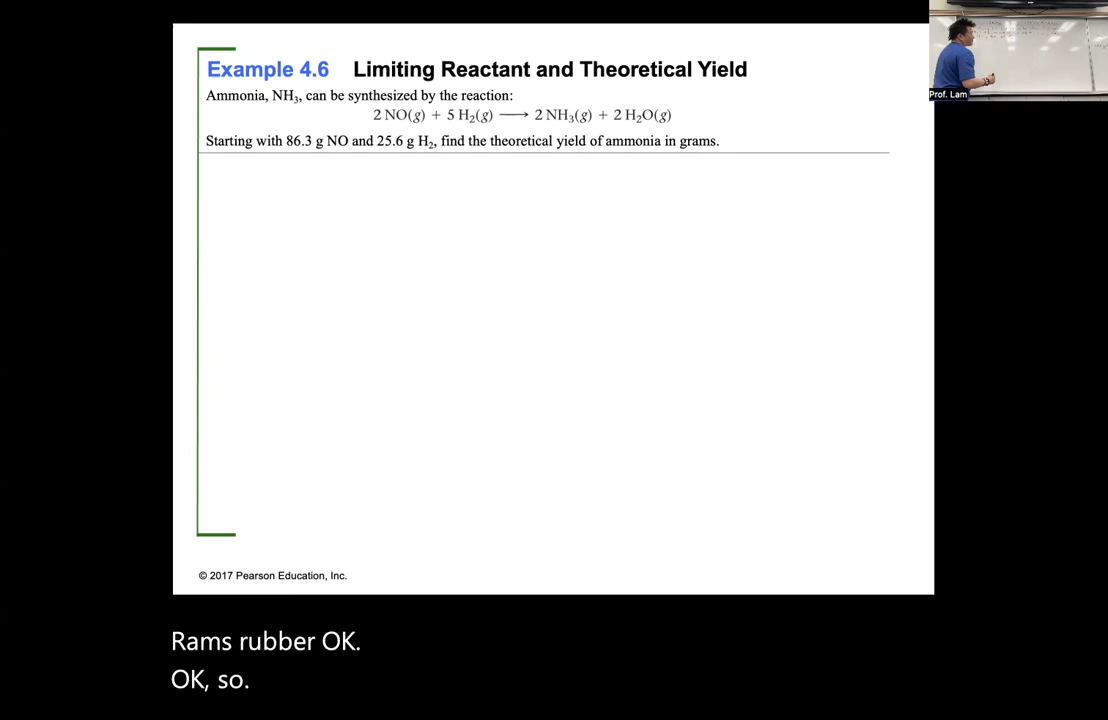 Example 4.6 Limiting Reactant and Theoretical Yield
Ammonia, NH₃, can be synthesized by the reaction:
2 NO(g) + 5 H₂(g) ⟶ 2 NH₃(g) + 2 H₂O(g)
Starting with 86.3 g NO and 25.6 g H₂, find the theoretical yield of ammonia in grams.
© 2017 Pearson Education, Inc.
Prof. Lam
Rams rubber OK.
OK, so.